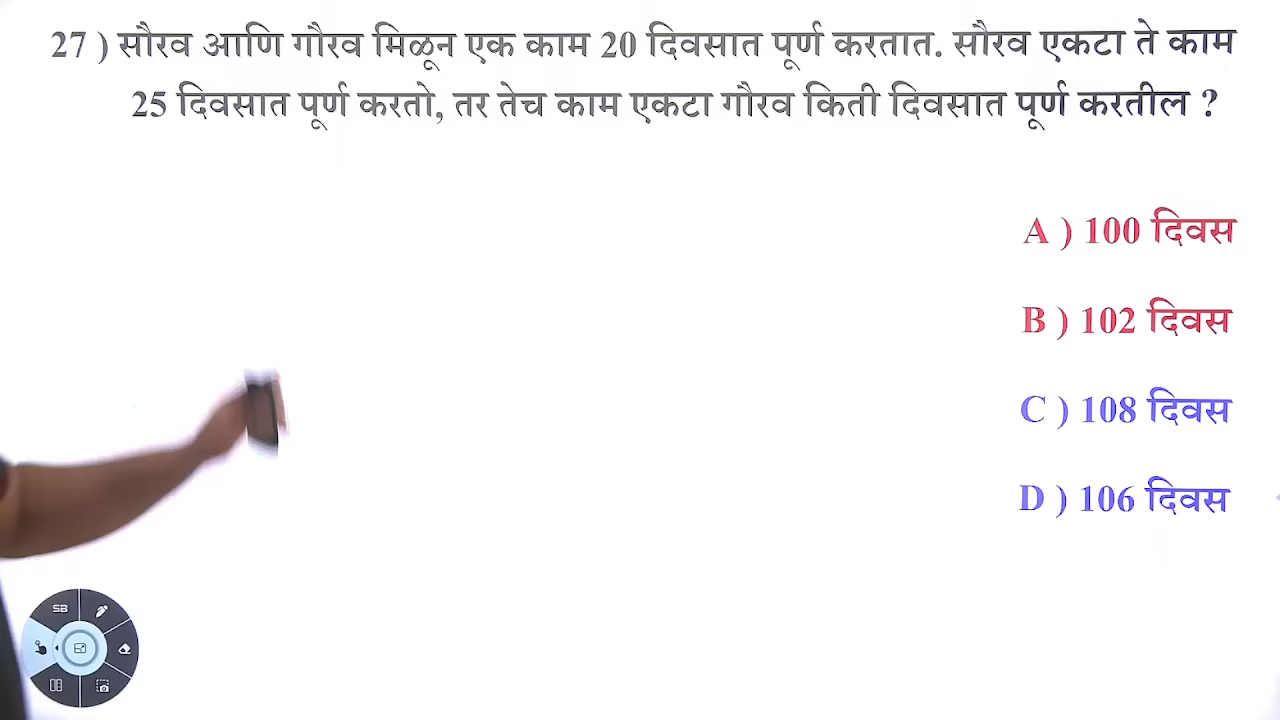 27 ) सौरव आणि गौरव मिळून एक काम 20 दिवसात पूर्ण करतात. सौरव एकटा ते काम
25 दिवसात पूर्ण करतो, तर तेच काम एकटा गौरव किती दिवसात पूर्ण करतील ?
A ) 100 दिवस
B ) 102 दिवस
C ) 108 दिवस
D ) 106 दिवस
SB